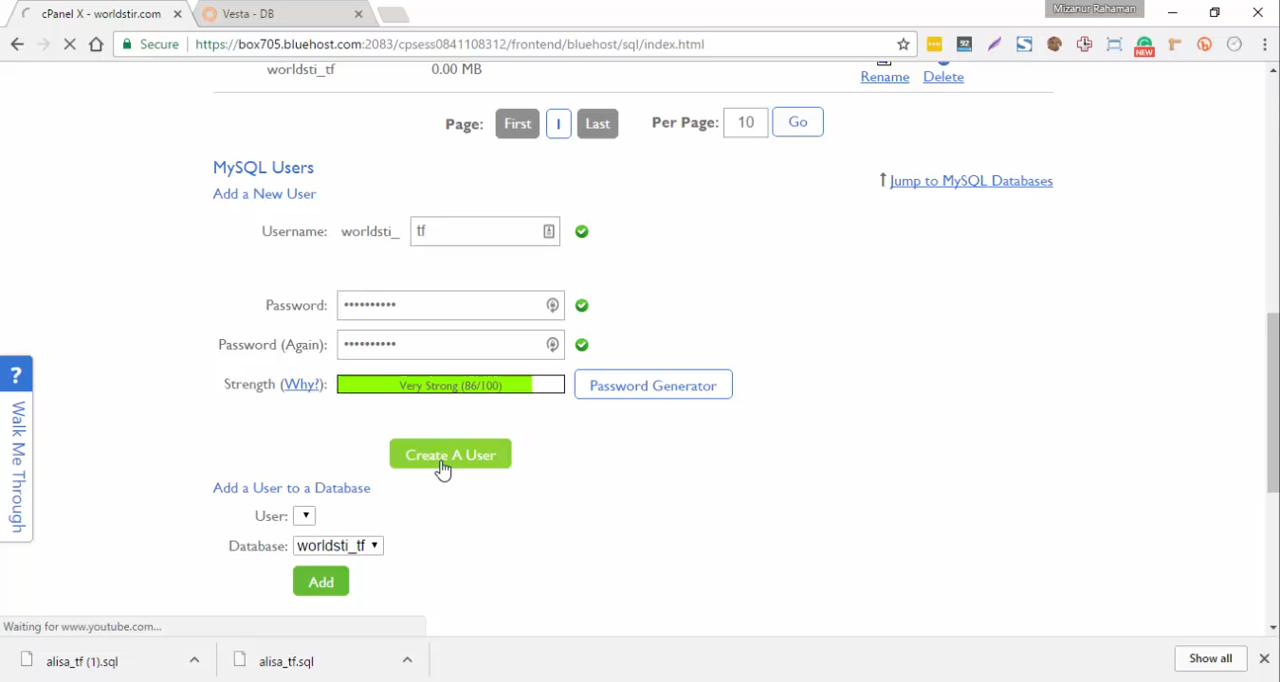 cPanel X - worldstir.com
Vesta - DB
Mizanur Rahaman
Secure
https://box705.bluehost.com:2083/cpsess0841108312/frontend/bluehost/sql/index.html
92
NEW
worldsti_tf 0.00 MB
Rename Delete
Page: First 1 Last Per Page: 10 Go
MySQL Users
Add a New User
Jump to MySQL Databases
Username: worldsti_ tf
Password: ••••••••••
Password (Again): ••••••••••
Strength (Why?): Very Strong (86/100) Password Generator
? Walk Me Through
Create A User
Add a User to a Database
User:
Database: worldsti_tf
Add
Waiting for www.youtube.com...
alisa_tf (1).sql
alisa_tf.sql
Show all